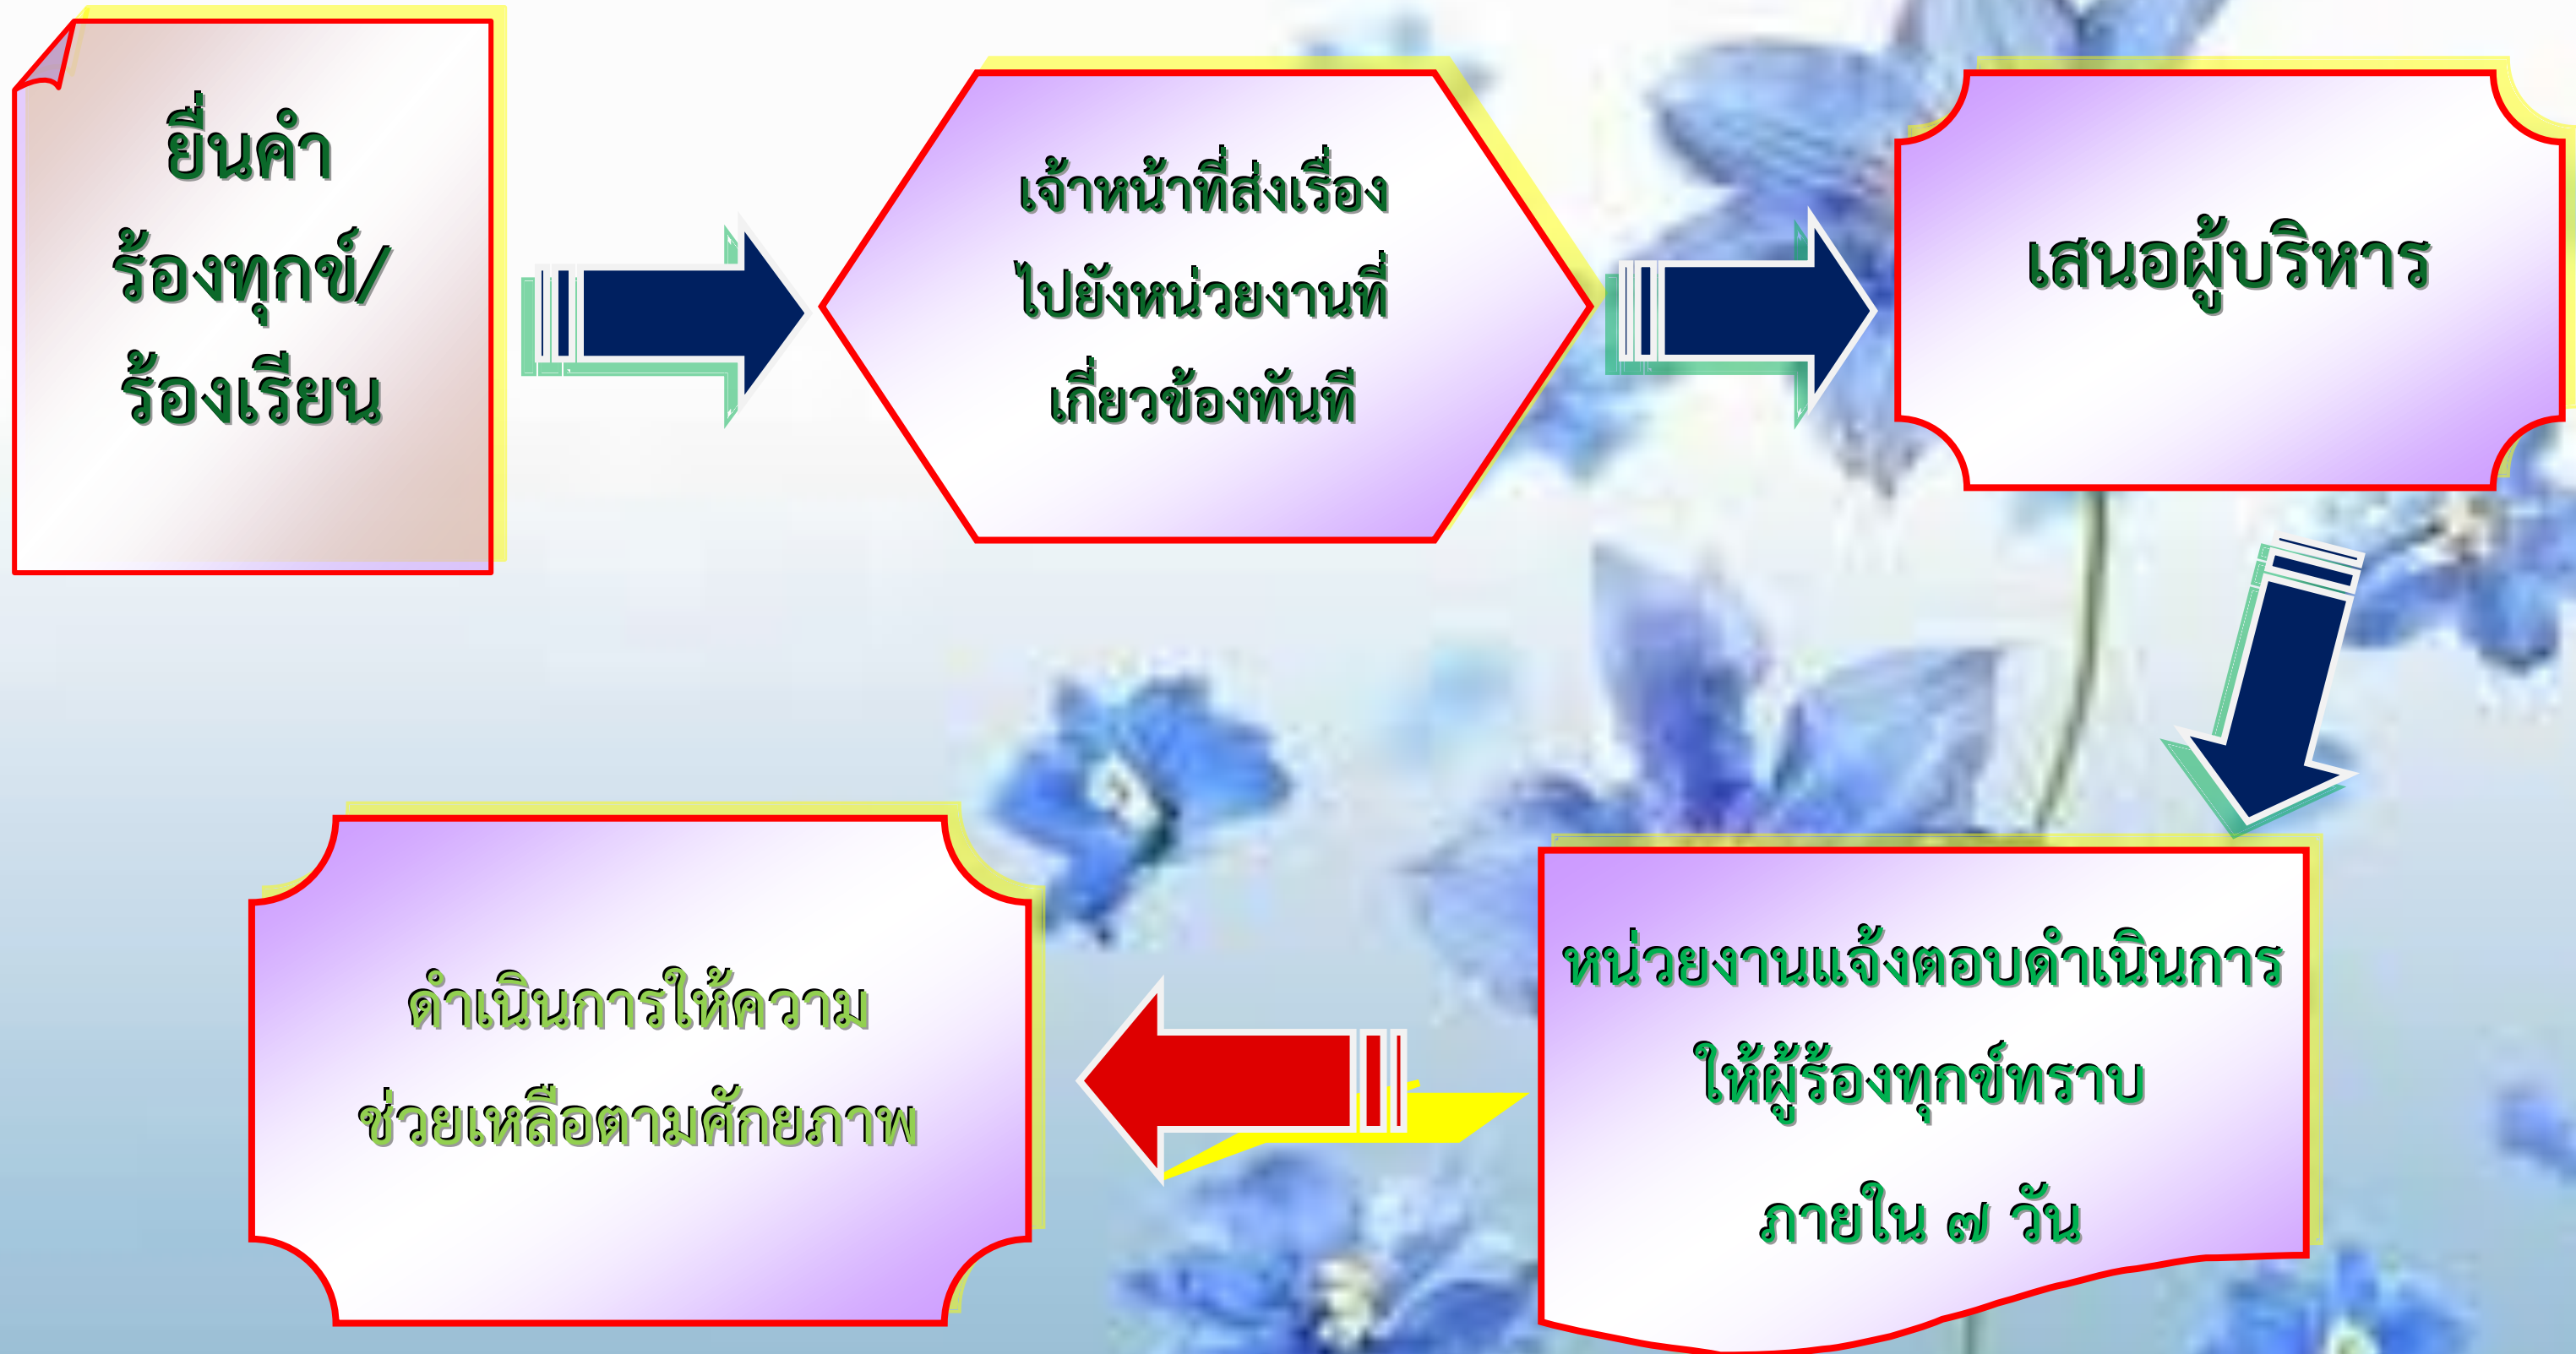 ยื่นคำ
ร้องทุกข์/
ร้องเรียน
เจ้าหน้าที่ส่งเรื่อง
ไปยังหน่วยงานที่
เกี่ยวข้องทันที
เสนอผู้บริหาร
หน่วยงานแจ้งตอบดำเนินการ
ให้ผู้ร้องทุกข์ทราบ
ภายใน ๗ วัน
ดำเนินการให้ความ
ช่วยเหลือตามศักยภาพ